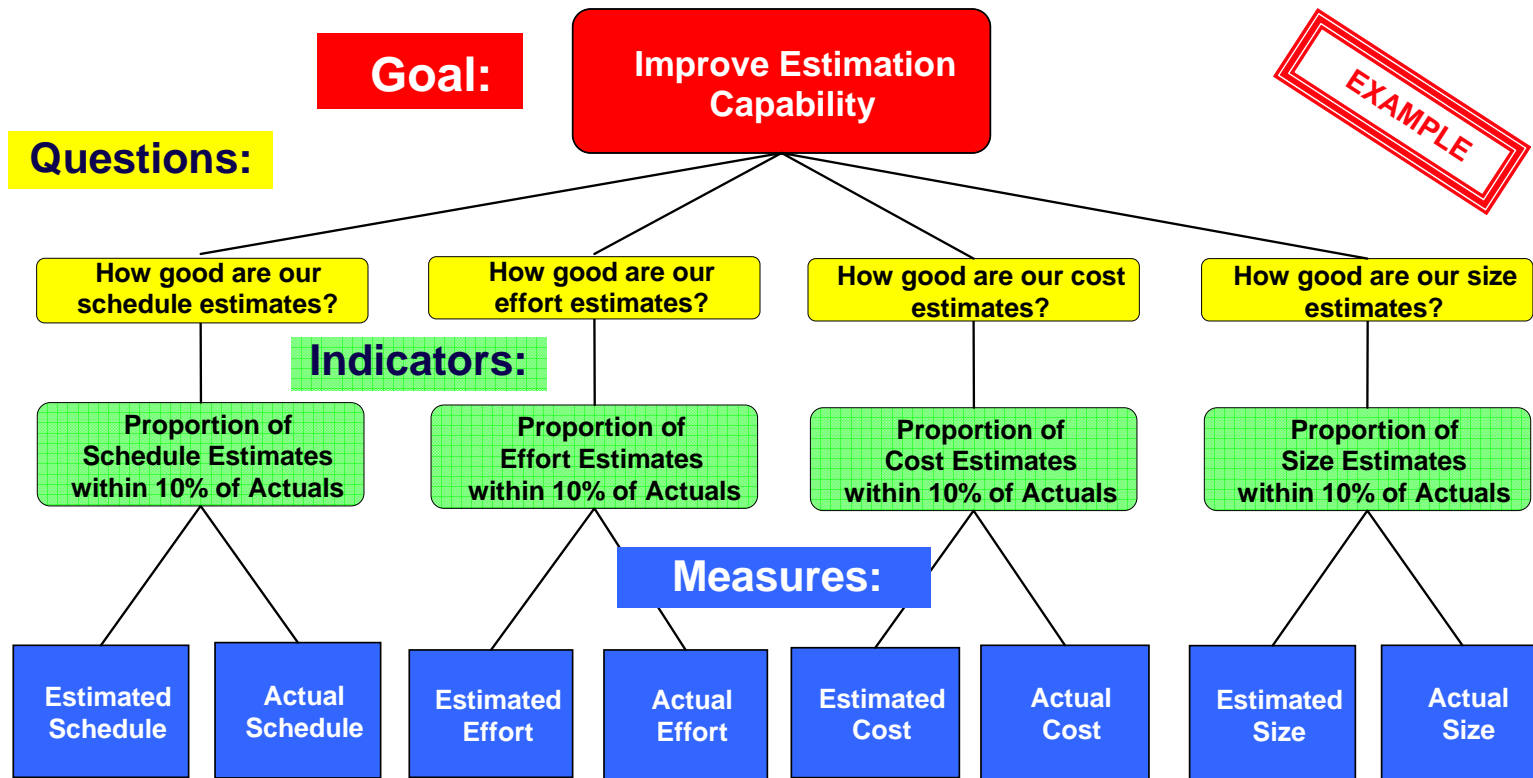 Goal:
Improve Estimation
Capability
EXAMPLE
Questions:
How good are our
schedule estimates?
How good are our
effort estimates?
How good are our cost
estimates?
How good are our size
estimates?
Indicators:
Proportion of
Schedule Estimates
within 10% of Actuals
Proportion of
Effort Estimates
within 10% of Actuals
Proportion of
Cost Estimates
within 10% of Actuals
Proportion of
Size Estimates
within 10% of Actuals
Measures:
Estimated
Schedule
Actual
Schedule
Estimated
Effort
Actual
Effort
Estimated
Cost
Actual
Cost
Estimated
Size
Actual
Size